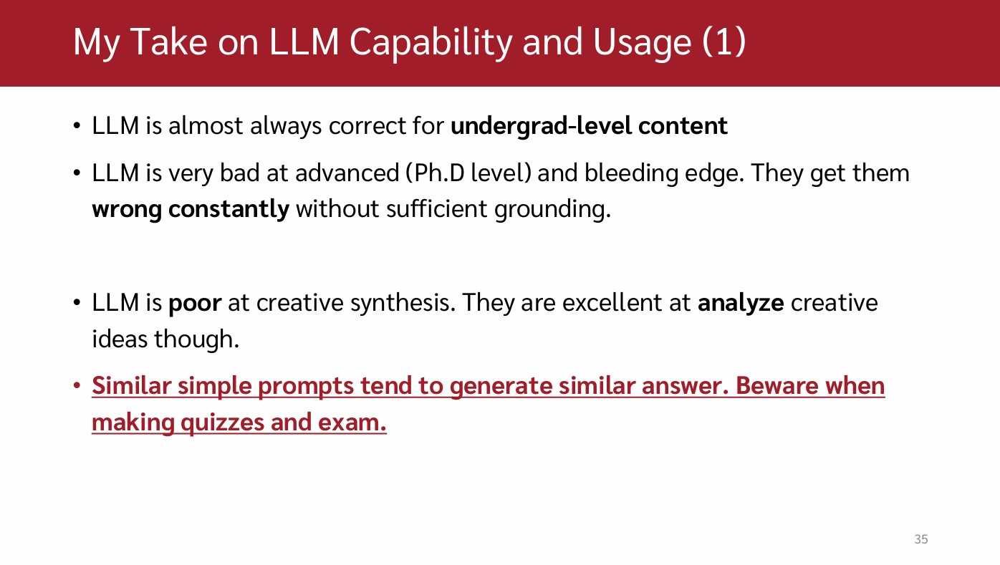 My Take on LLM Capability and Usage (1)
• LLM is almost always correct for undergrad-level content
• LLM is very bad at advanced (Ph.D level) and bleeding edge. They get them
wrong constantly without sufficient grounding.
• LLM is poor at creative synthesis. They are excellent at analyze creative
ideas though.
• Similar simple prompts tend to generate similar answer. Beware when
making quizzes and exam.
35